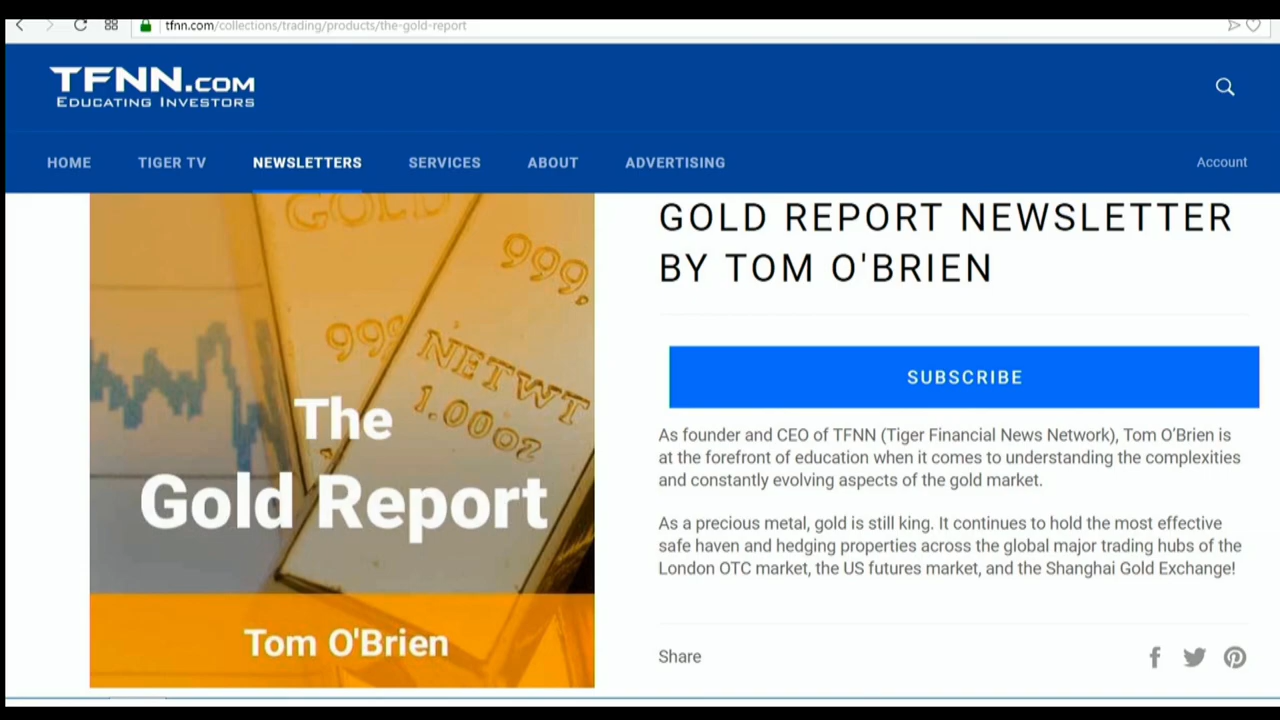 tfnn.com/collections/trading/products/the-gold-report
TFNN.COM
EDUCATING INVESTORS
HOME TIGER TV NEWSLETTERS SERVICES ABOUT ADVERTISING Account
GOLD
999,
999
NETWT
1.00oz
The
Gold Report
Tom O'Brien
GOLD REPORT NEWSLETTER
BY TOM O'BRIEN
SUBSCRIBE
As founder and CEO of TFNN (Tiger Financial News Network), Tom O’Brien is
at the forefront of education when it comes to understanding the complexities
and constantly evolving aspects of the gold market.
As a precious metal, gold is still king. It continues to hold the most effective
safe haven and hedging properties across the global major trading hubs of the
London OTC market, the US futures market, and the Shanghai Gold Exchange!
Share